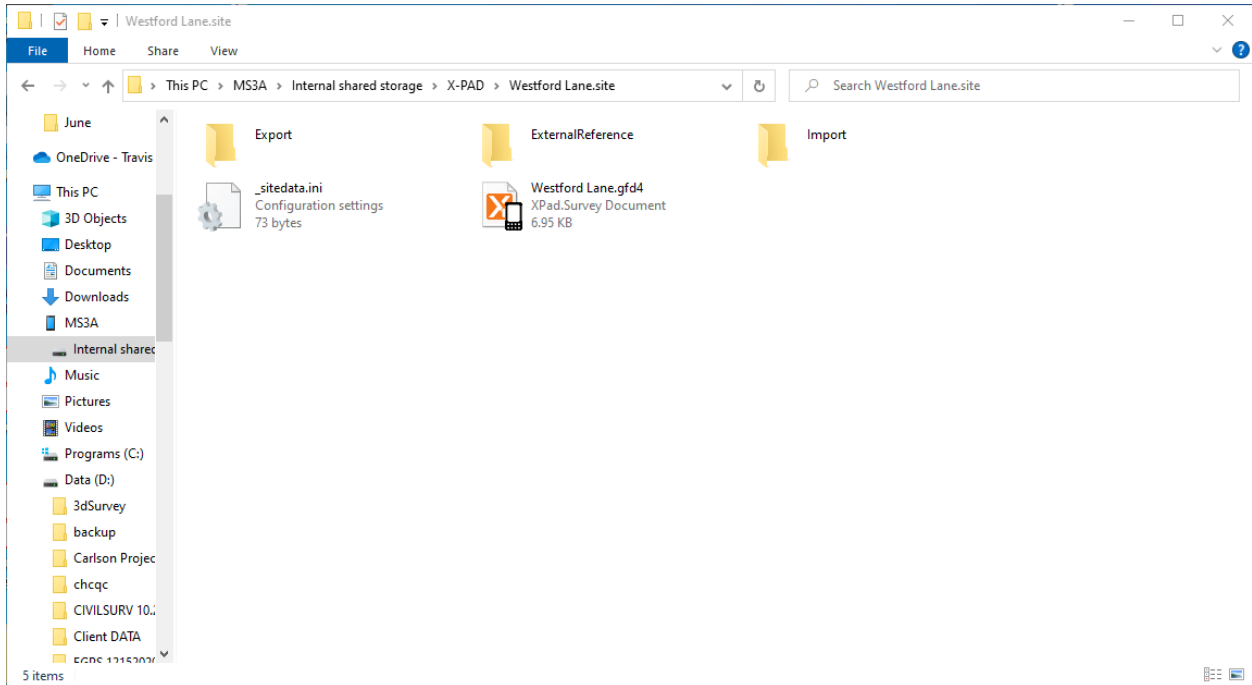 Westford Lane.site
File Home Share View
This PC MS3A Internal shared storage X-PAD Westford Lane.site
Search Westford Lane.site
June
OneDrive - Travis
This PC
3D Objects
Desktop
Documents
Downloads
MS3A
Internal shared
Music
Pictures
Videos
Programs (C:)
Data (D:)
3dSurvey
backup
Carlson Projec
chcqc
CIVILSURV 10.2
Client DATA
Export
ExternalReference
Import
_sitedata.ini
Configuration settings
73 bytes
Westford Lane.gfd4
XPad.Survey Document
6.95 KB
5 items